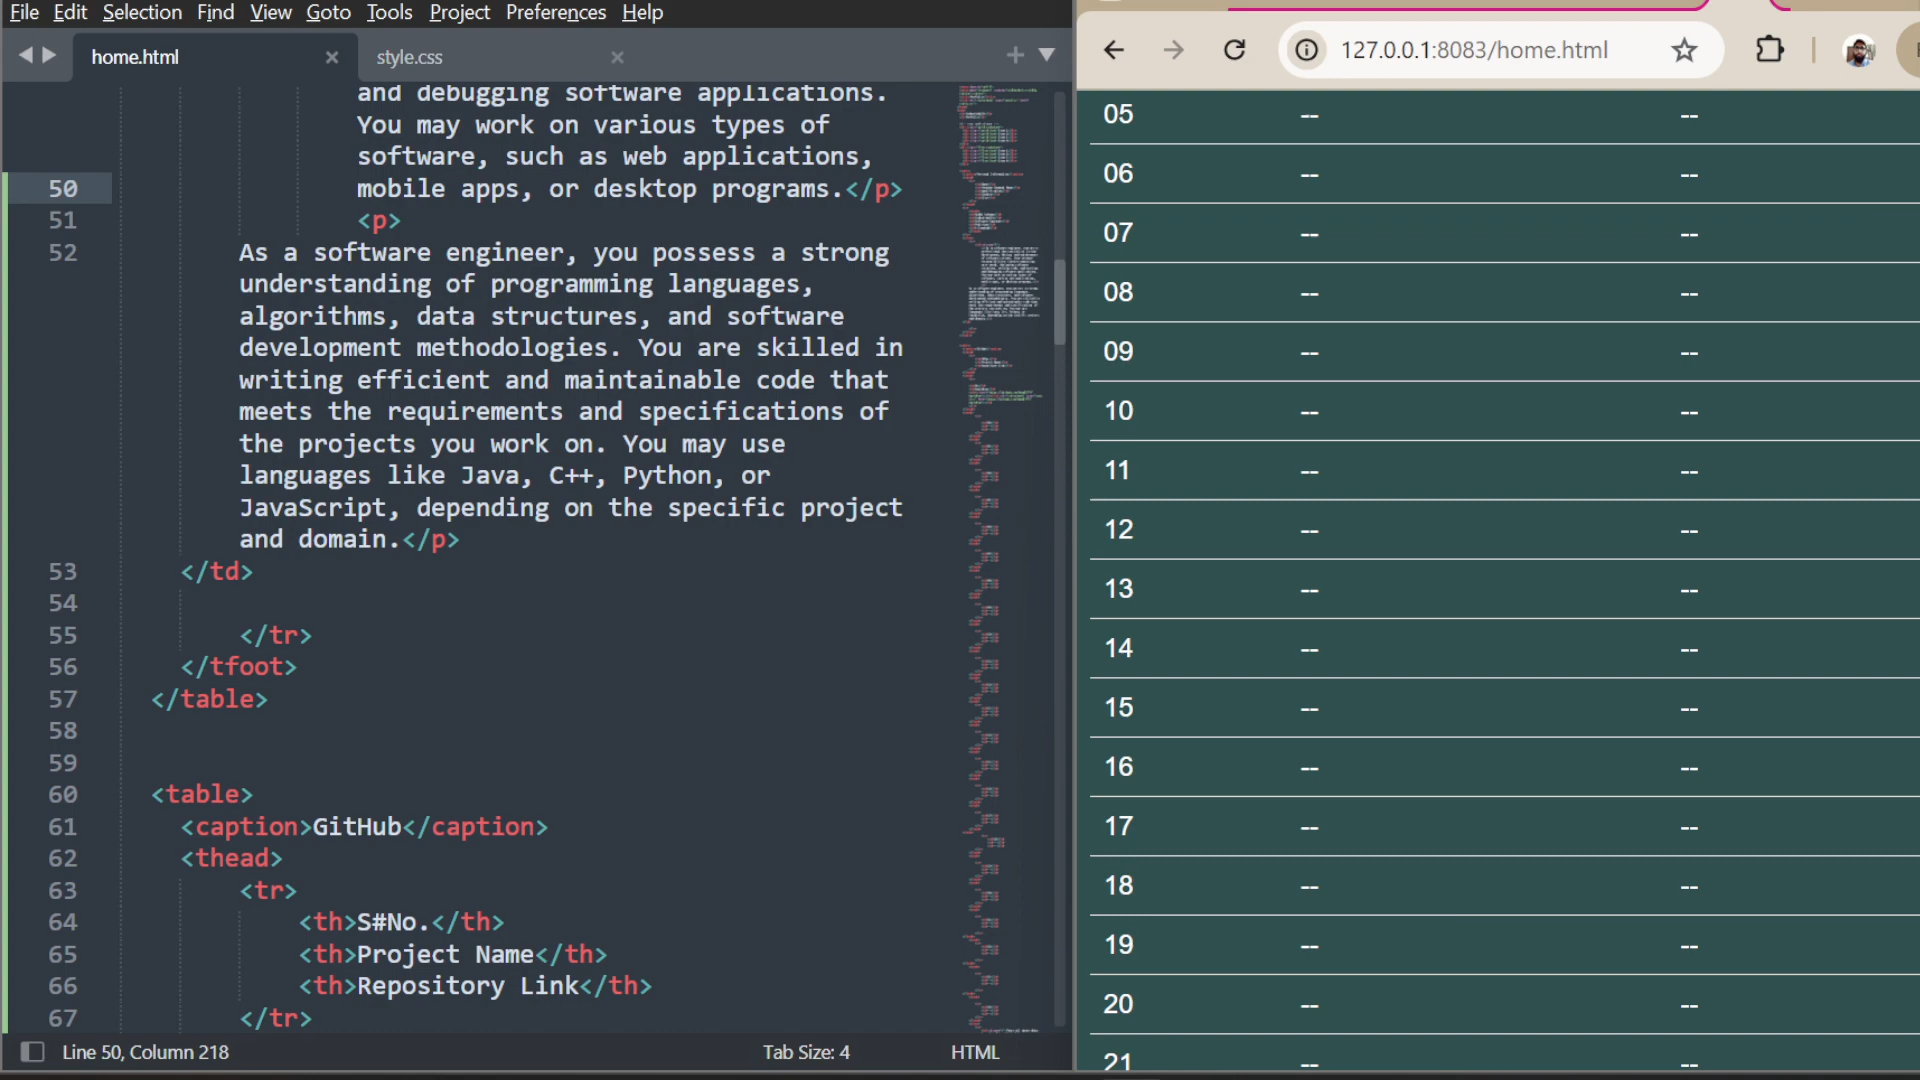 File Edit Selection Find View Goto Tools Project Preferences Help
home.html
style.css
127.0.0.1:8083/home.html
and debugging software applications.
You may work on various types of
software, such as web applications,
50 mobile apps, or desktop programs.</p>
51 <p>
52 As a software engineer, you possess a strong
understanding of programming languages,
algorithms, data structures, and software
development methodologies. You are skilled in
writing efficient and maintainable code that
meets the requirements and specifications of
the projects you work on. You may use
languages like Java, C++, Python, or
JavaScript, depending on the specific project
and domain.</p>
53 </td>
54
55 </tr>
56 </tfoot>
57 </table>
58
59
60 <table>
61 <caption>GitHub</caption>
62 <thead>
63 <tr>
64 <th>S#No.</th>
65 <th>Project Name</th>
66 <th>Repository Link</th>
67 </tr>
Line 50, Column 218
Tab Size: 4
HTML
05 -- --
06 -- --
07 -- --
08 -- --
09 -- --
10 -- --
11 -- --
12 -- --
13 -- --
14 -- --
15 -- --
16 -- --
17 -- --
18 -- --
19 -- --
20 -- --
21 -- --